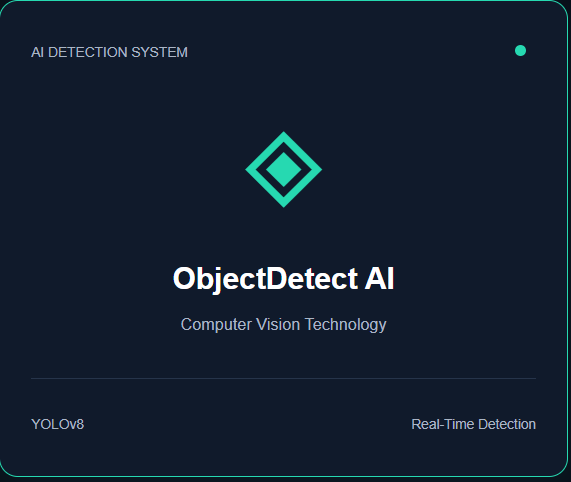 AI DETECTION SYSTEM
ObjectDetect AI
Computer Vision Technology
YOLOv8
Real-Time Detection